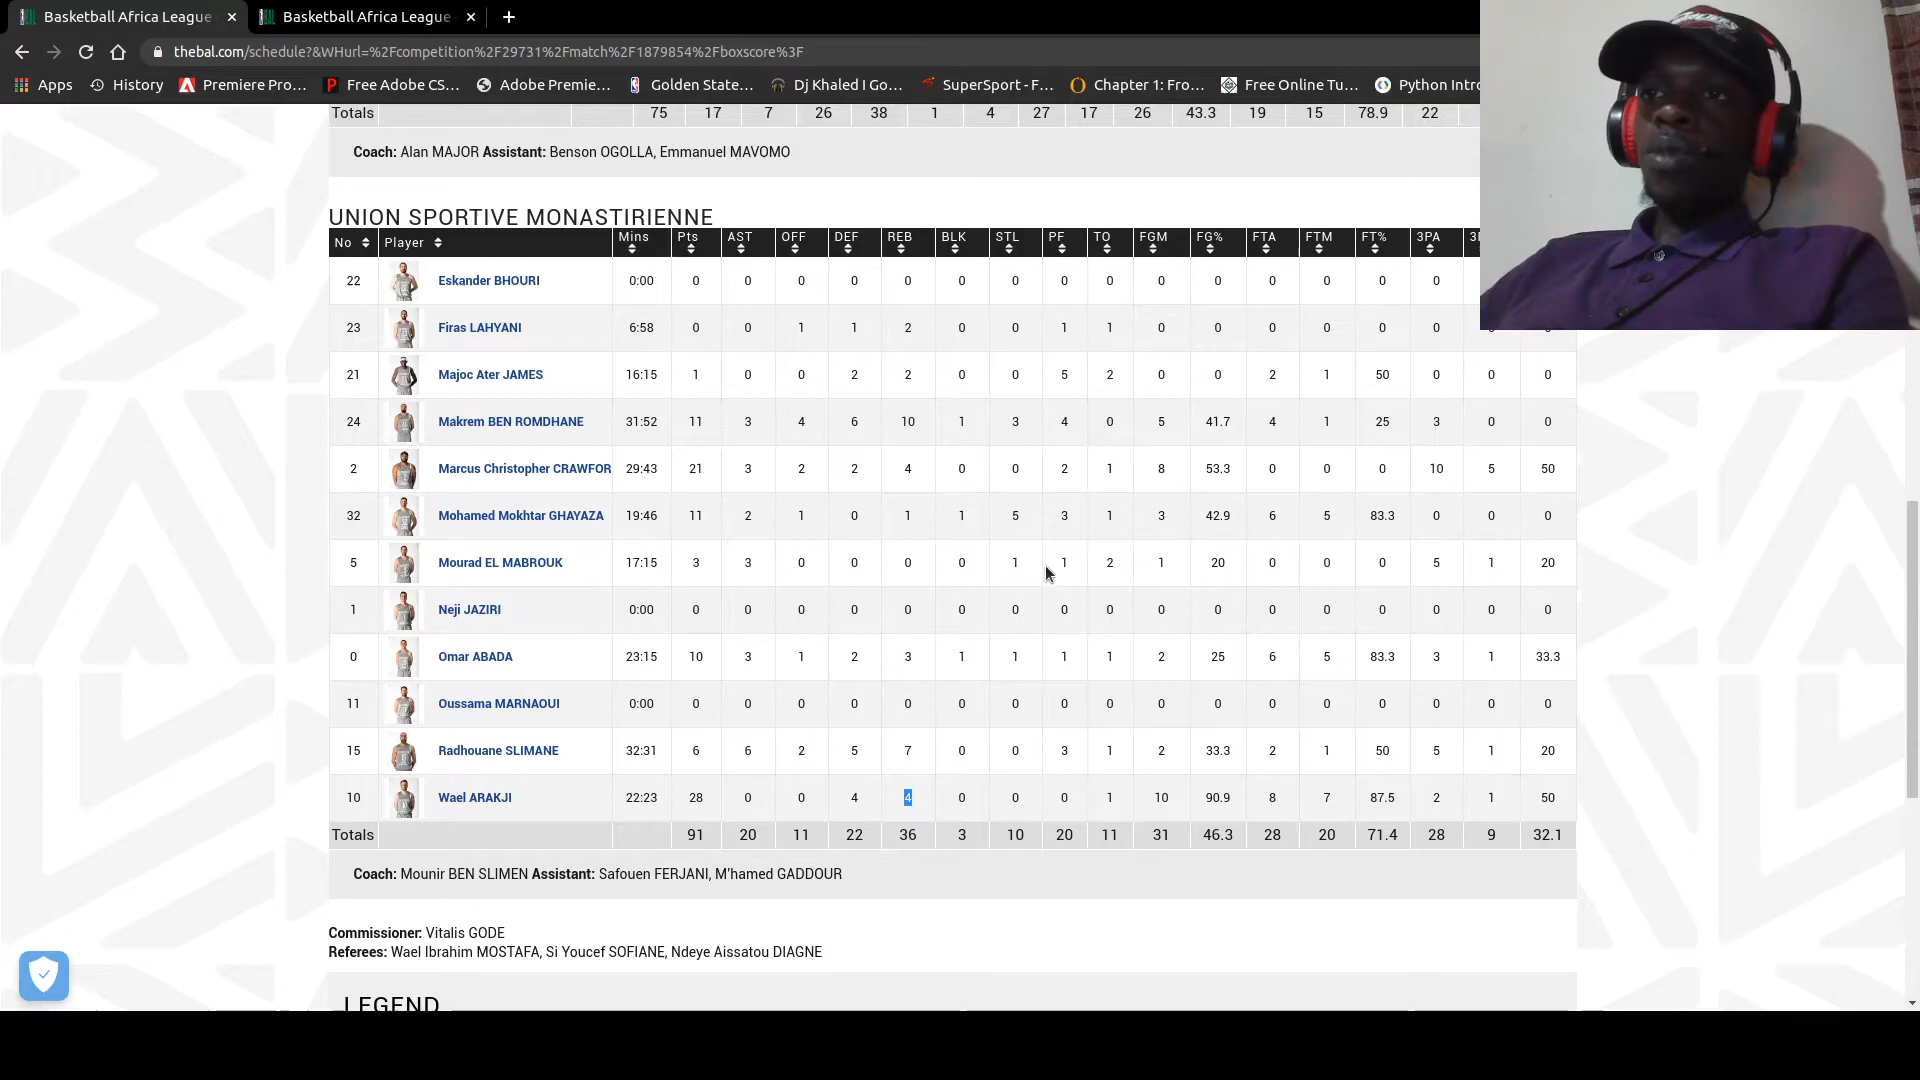 Basketball Africa League
Basketball Africa League
thebal.com/schedule?&WHurl=%2Fcompetition%2F29731%2Fmatch%2F1879854%2Fboxscore%3F
Apps History Premiere Pro... Free Adobe CS... Adobe Premie... Golden State... Dj Khaled I Go... SuperSport - F... Chapter 1: Fro... Free Online Tu... Python Intro
Totals 75 17 7 26 38 1 4 27 17 26 43.3 19 15 78.9 22
Coach: Alan MAJOR Assistant: Benson OGOLLA, Emmanuel MAVOMO
UNION SPORTIVE MONASTIRIENNE
No Player Mins Pts AST OFF DEF REB BLK STL PF TO FGM FG% FTA FTM FT% 3PA
22 Eskander BHOURI 0:00 0 0 0 0 0 0 0 0 0 0 0 0 0 0 0
23 Firas LAHYANI 6:58 0 0 1 1 2 0 0 1 1 0 0 0 0 0 0
21 Majoc Ater JAMES 16:15 1 0 0 2 2 0 0 5 2 0 0 2 1 50 0 0 0
24 Makrem BEN ROMDHANE 31:52 11 3 4 6 10 1 3 4 0 5 41.7 4 1 25 3 0 0
2 Marcus Christopher CRAWFOR 29:43 21 3 2 2 4 0 0 2 1 8 53.3 0 0 0 10 5 50
32 Mohamed Mokhtar GHAYAZA 19:46 11 2 1 0 1 1 5 3 1 3 42.9 6 5 83.3 0 0 0
5 Mourad EL MABROUK 17:15 3 3 0 0 0 0 1 1 2 1 20 0 0 0 5 1 20
1 Neji JAZIRI 0:00 0 0 0 0 0 0 0 0 0 0 0 0 0 0 0 0 0
0 Omar ABADA 23:15 10 3 1 2 3 1 1 1 1 2 25 6 5 83.3 3 1 33.3
11 Oussama MARNAOUI 0:00 0 0 0 0 0 0 0 0 0 0 0 0 0 0 0 0 0
15 Radhouane SLIMANE 32:31 6 6 2 5 7 0 0 3 1 2 33.3 2 1 50 5 1 20
10 Wael ARAKJI 22:23 28 0 0 4 4 0 0 0 1 10 90.9 8 7 87.5 2 1 50
Totals 91 20 11 22 36 3 10 20 11 31 46.3 28 20 71.4 28 9 32.1
Coach: Mounir BEN SLIMEN Assistant: Safouen FERJANI, M'hamed GADDOUR
Commissioner: Vitalis GODE
Referees: Wael Ibrahim MOSTAFA, Si Youcef SOFIANE, Ndeye Aissatou DIAGNE
LEGEND